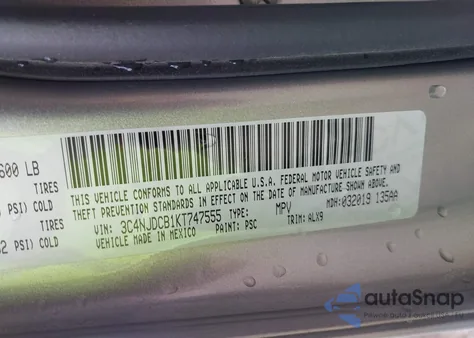 600 LB
TIRES
PSI) COLD
TIRES
PSI) COLD
THIS VEHICLE CONFORMS TO ALL APPLICABLE U.S.A. FEDERAL MOTOR VEHICLE SAFETY AND
THEFT PREVENTION STANDARDS IN EFFECT ON THE DATE OF MANUFACTURE SHOWN ABOVE.
VIN: 3C4NJDCB1KT747555 TYPE: MPV MDH: 032019 135AA
VEHICLE MADE IN MEXICO PAINT: PSC TRIM: ALX9
autoSnap